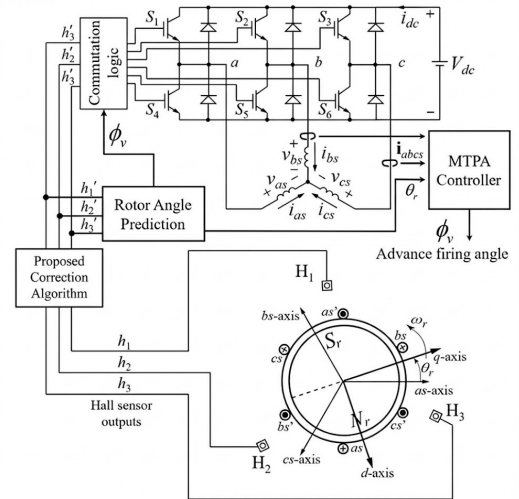 h₃′
h₂′
h₃′
Commutation
logic
S₁
S₂
S₃
S₄
S₅
S₆
a
b
c
i_dc
+
V_dc
−
ϕ_v
+
v_bs
−
i_bs
v_as
+
−
v_cs
−
+
i_as
i_cs
i_abcs
θ_r
MTPA
Controller
ϕ_v
Advance firing angle
h₁′
h₂′
h₃′
Rotor Angle
Prediction
Proposed
Correction
Algorithm
h₁
h₂
h₃
Hall sensor
outputs
H₁
H₂
H₃
bs-axis
as'
S_r
bs
ω_r
q-axis
θ_r
as-axis
cs
bs'
N_r
cs'
as
cs-axis
d-axis